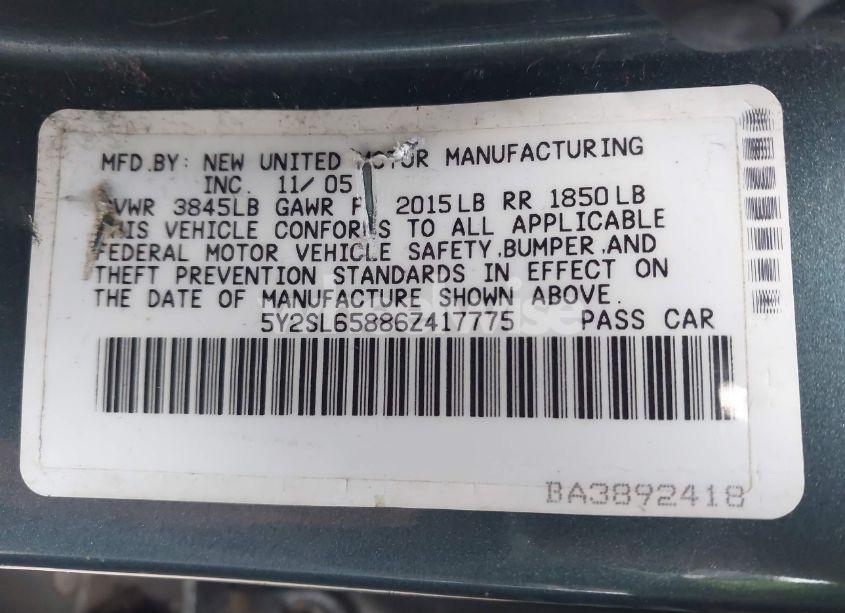 MFD.BY: NEW UNITED MOTOR MANUFACTURING
INC. 11/05
VWR 3845LB GAWR F 2015LB RR 1850LB
THIS VEHICLE CONFORMS TO ALL APPLICABLE
FEDERAL MOTOR VEHICLE SAFETY,BUMPER,AND
THEFT PREVENTION STANDARDS IN EFFECT ON
THE DATE OF MANUFACTURE SHOWN ABOVE.
5Y2SL65886Z417775 PASS CAR
BA3892418